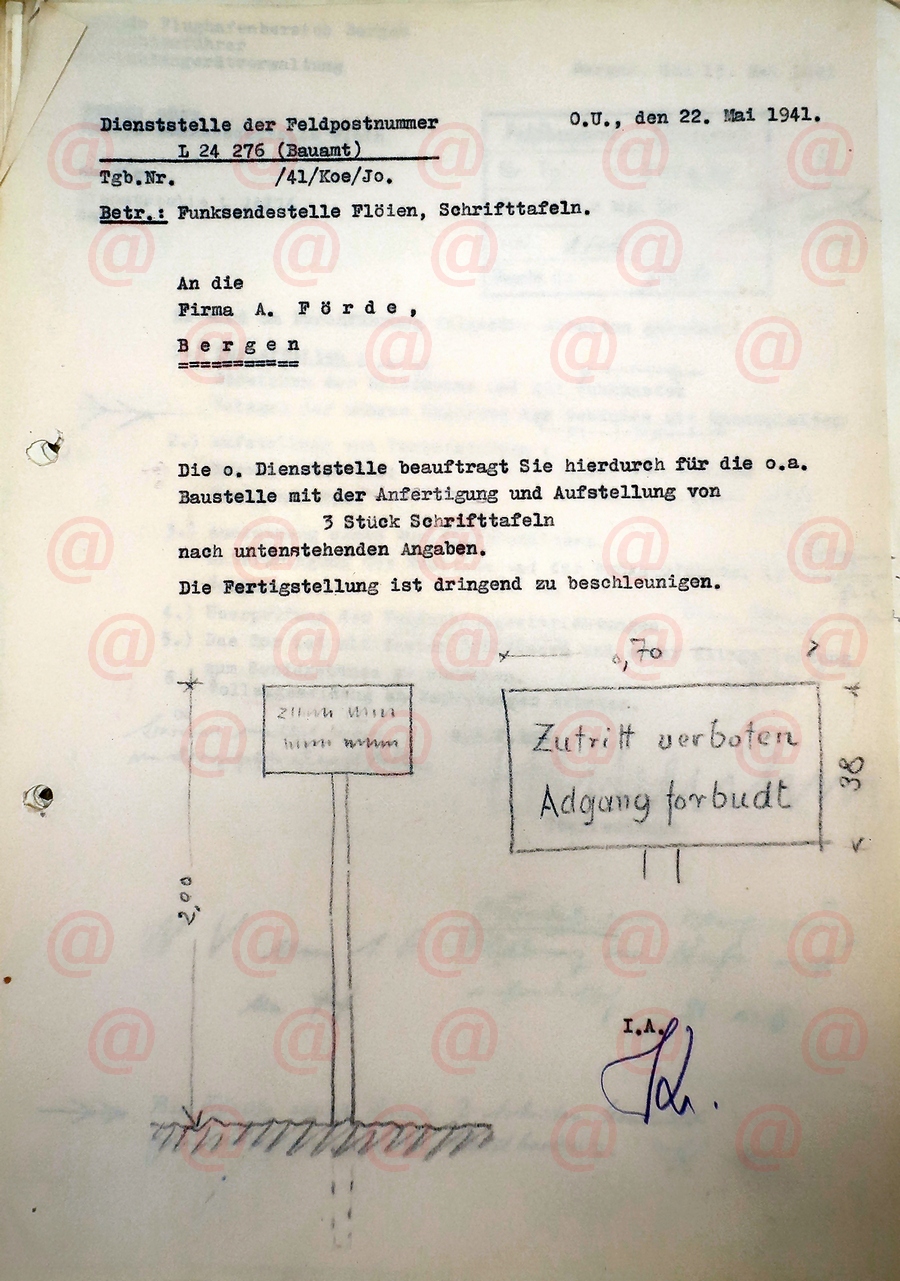 Dienststelle der Feldpostnummer
L 24 276 (Bauamt)
O.U., den 22. Mai 1941.
Tgb.Nr. /41/Koe/Jo.
Betr.: Funksendestelle Flöien, Schrifttafeln.
An die
Firma A. F ö r d e ,
B e r g e n
===========
Die o. Dienststelle beauftragt Sie hierdurch für die o.a.
Baustelle mit der Anfertigung und Aufstellung von
3 Stück Schrifttafeln
nach untenstehenden Angaben.
Die Fertigstellung ist dringend zu beschleunigen.
0,70
Zutritt verboten
Adgang forbudt
38
2,00
I.A.